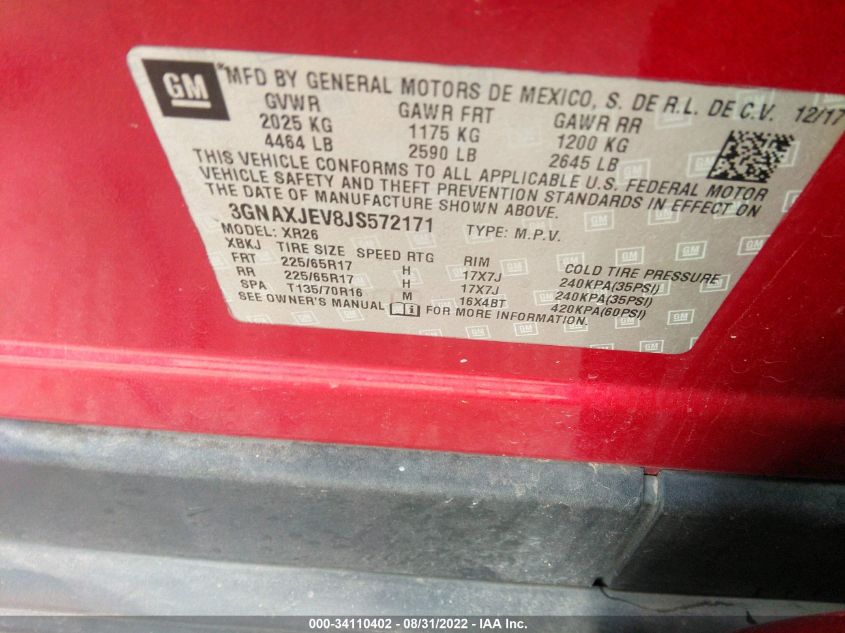 GM *MFD BY GENERAL MOTORS DE MEXICO, S. DE R.L. DE C.V. 12/17
GVWR GAWR FRT GAWR RR
2025 KG 1175 KG 1200 KG
4464 LB 2590 LB 2645 LB
THIS VEHICLE CONFORMS TO ALL APPLICABLE U.S. FEDERAL MOTOR
VEHICLE SAFETY AND THEFT PREVENTION STANDARDS IN EFFECT ON
THE DATE OF MANUFACTURE SHOWN ABOVE.
3GNAXJEV8JS572171 TYPE: M.P.V.
MODEL: XR26
XBKJ TIRE SIZE SPEED RTG RIM COLD TIRE PRESSURE
FRT 225/65R17 H 17X7J 240KPA(35PSI)
RR 225/65R17 H 17X7J 240KPA(35PSI)
SPA T135/70R16 M 16X4BT 420KPA(60PSI)
SEE OWNER'S MANUAL FOR MORE INFORMATION.
000-34110402 - 08/31/2022 - IAA Inc.